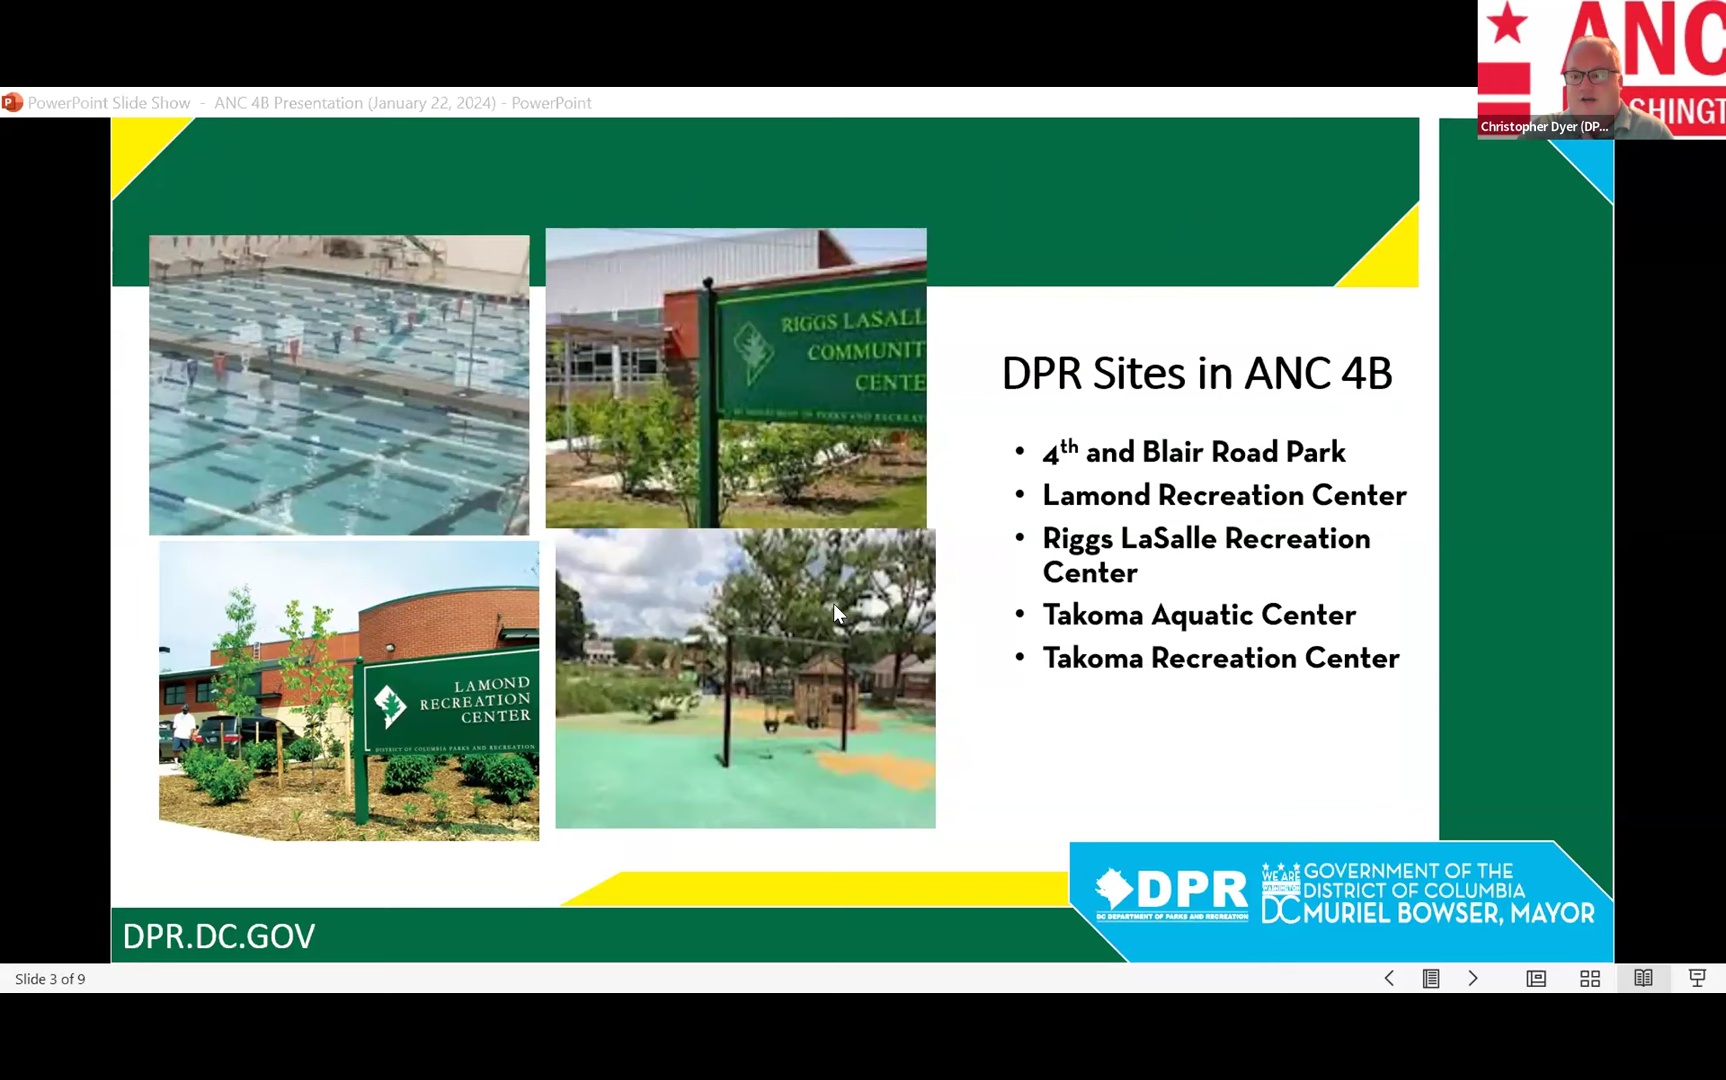 ANC
SHINGT
Christopher Dyer (DP...
PowerPoint Slide Show - ANC 4B Presentation (January 22, 2024) - PowerPoint
RIGGS LASALL
COMMUNIT
CENTE
DPR Sites in ANC 4B
• 4th and Blair Road Park
• Lamond Recreation Center
• Riggs LaSalle Recreation
Center
• Takoma Aquatic Center
• Takoma Recreation Center
LAMOND
RECREATION
CENTER
DISTRICT OF COLUMBIA PARKS AND RECREATION
DPR
DC DEPARTMENT OF PARKS AND RECREATION
WE ARE
WASHINGTON
DC
GOVERNMENT OF THE
DISTRICT OF COLUMBIA
MURIEL BOWSER, MAYOR
DPR.DC.GOV
Slide 3 of 9